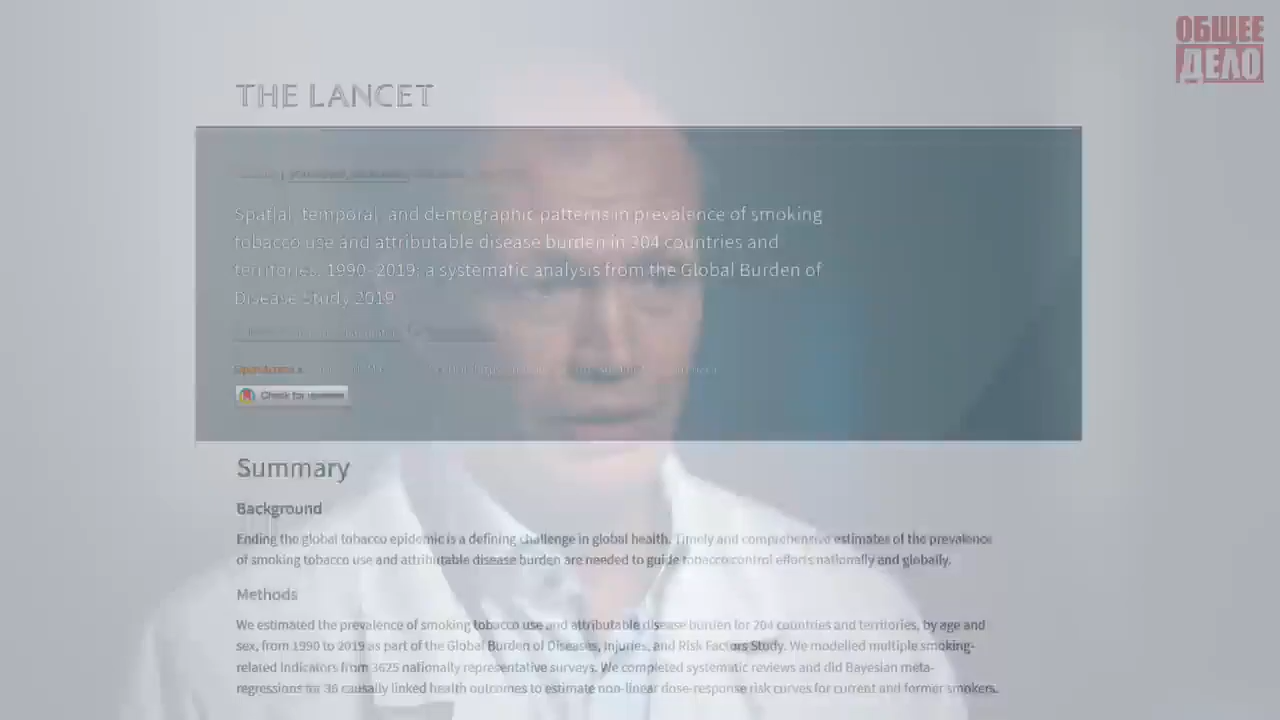 ОБЩЕЕ
ДЕЛО
THE LANCET
Spatial, temporal, and demographic patterns in prevalence of smoking
tobacco use and attributable disease burden in 204 countries and
territories, 1990–2019: a systematic analysis from the Global Burden of
Disease Study 2019
Open Access
Check for updates
Summary
Background
Ending the global tobacco epidemic is a defining challenge in global health. Timely and comprehensive estimates of the prevalence
of smoking tobacco use and attributable disease burden are needed to guide tobacco control efforts nationally and globally.
Methods
We estimated the prevalence of smoking tobacco use and attributable disease burden for 204 countries and territories, by age and
sex, from 1990 to 2019 as part of the Global Burden of Diseases, Injuries, and Risk Factors Study. We modelled multiple smoking-
related indicators from 3625 nationally representative surveys. We completed systematic reviews and did Bayesian meta-
regressions for 36 causally linked health outcomes to estimate non-linear dose-response risk curves for current and former smokers.